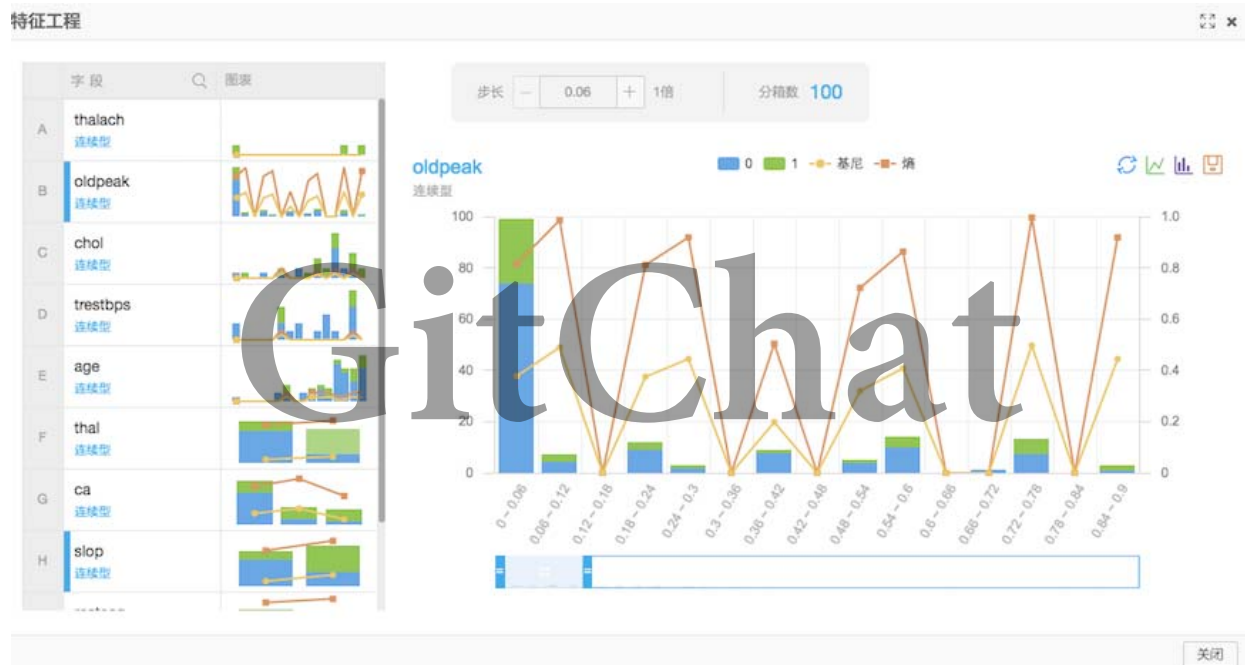 特征工程
字段 图表
A thalach
连续型
B oldpeak
连续型
C chol
连续型
D trestbps
连续型
E age
连续型
F thal
连续型
G ca
连续型
H slop
连续型
步长 − 0.06 + 1倍 分箱数 100
oldpeak
连续型
0 1 基尼 熵
100 1.0
80 0.8
60 0.6
40 0.4
20 0.2
0 0
0 ~ 0.06
0.06 ~ 0.12
0.12 ~ 0.18
0.18 ~ 0.24
0.24 ~ 0.3
0.3 ~ 0.36
0.36 ~ 0.42
0.42 ~ 0.48
0.48 ~ 0.54
0.54 ~ 0.6
0.6 ~ 0.66
0.66 ~ 0.72
0.72 ~ 0.78
0.78 ~ 0.84
0.84 ~ 0.9
GitChat
关闭